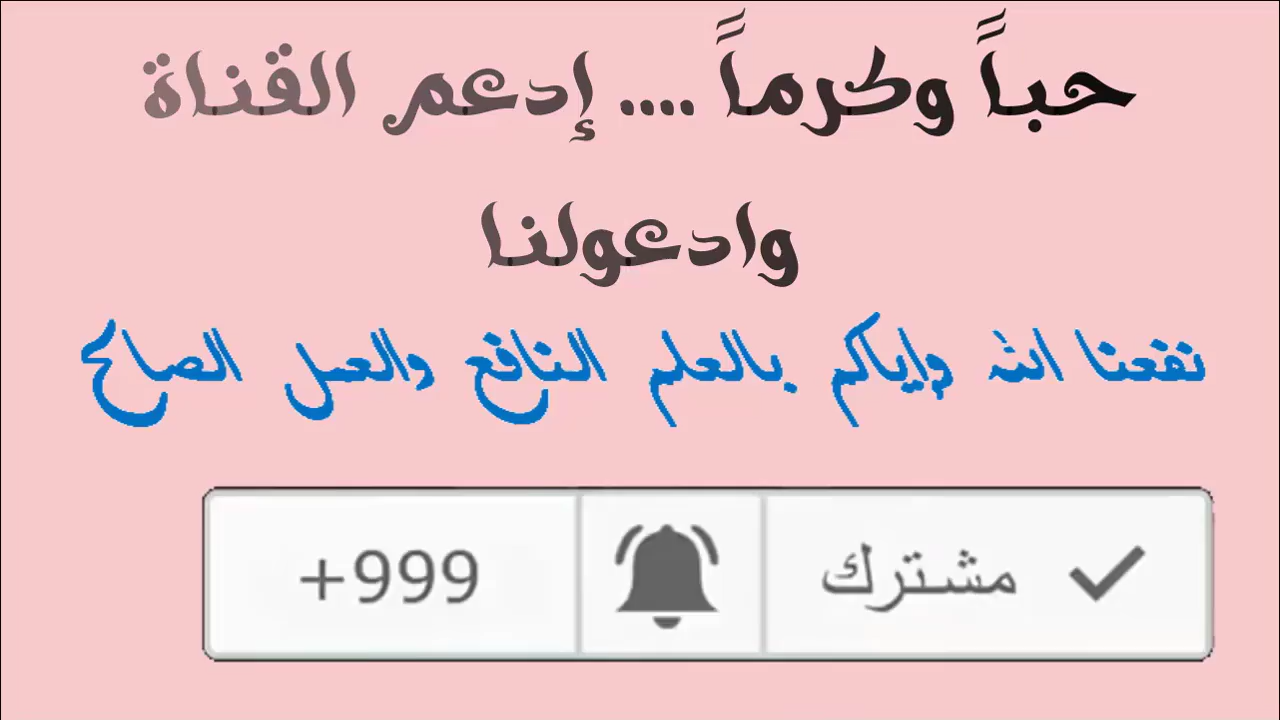 حباً وكرماً .... إدعم القناة
وادعولنا
نفعنا الله وإياكم بالعلم النافع والعمل الصالح
مشترك
+999